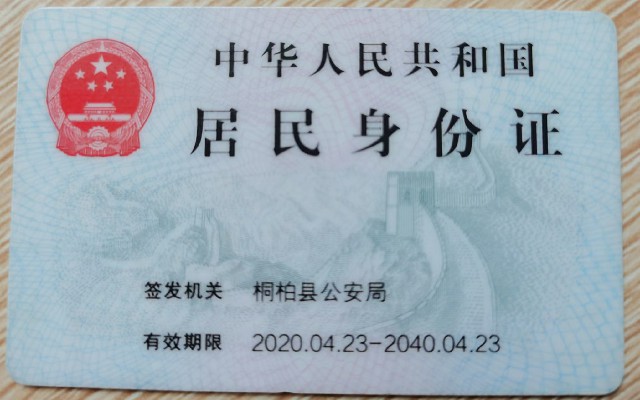 中华人民共和国
居民身份证
签发机关 桐柏县公安局
有效期限 2020.04.23-2040.04.23